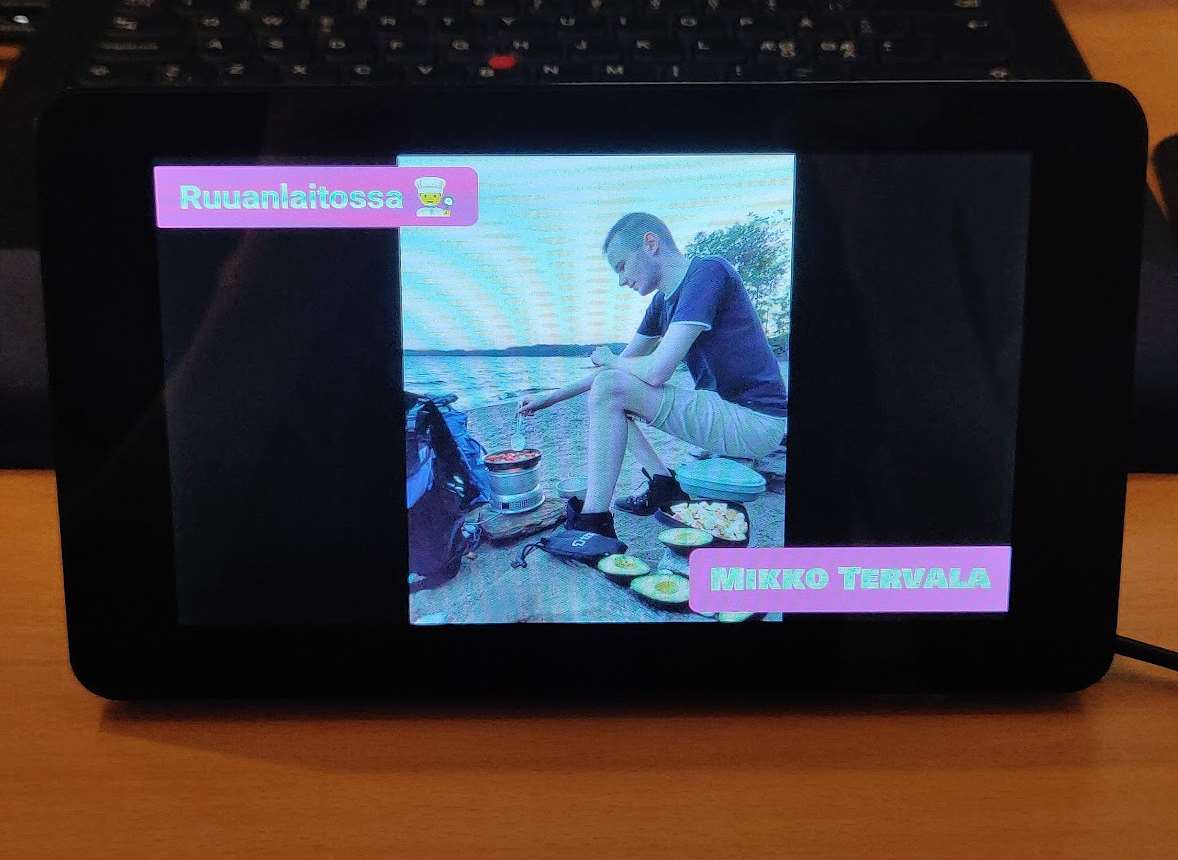 R T Y U I O P
A S D F G H J K L
Z X C V B N M
Ruuanlaitossa 👨‍🍳
MIKKO TERVALA